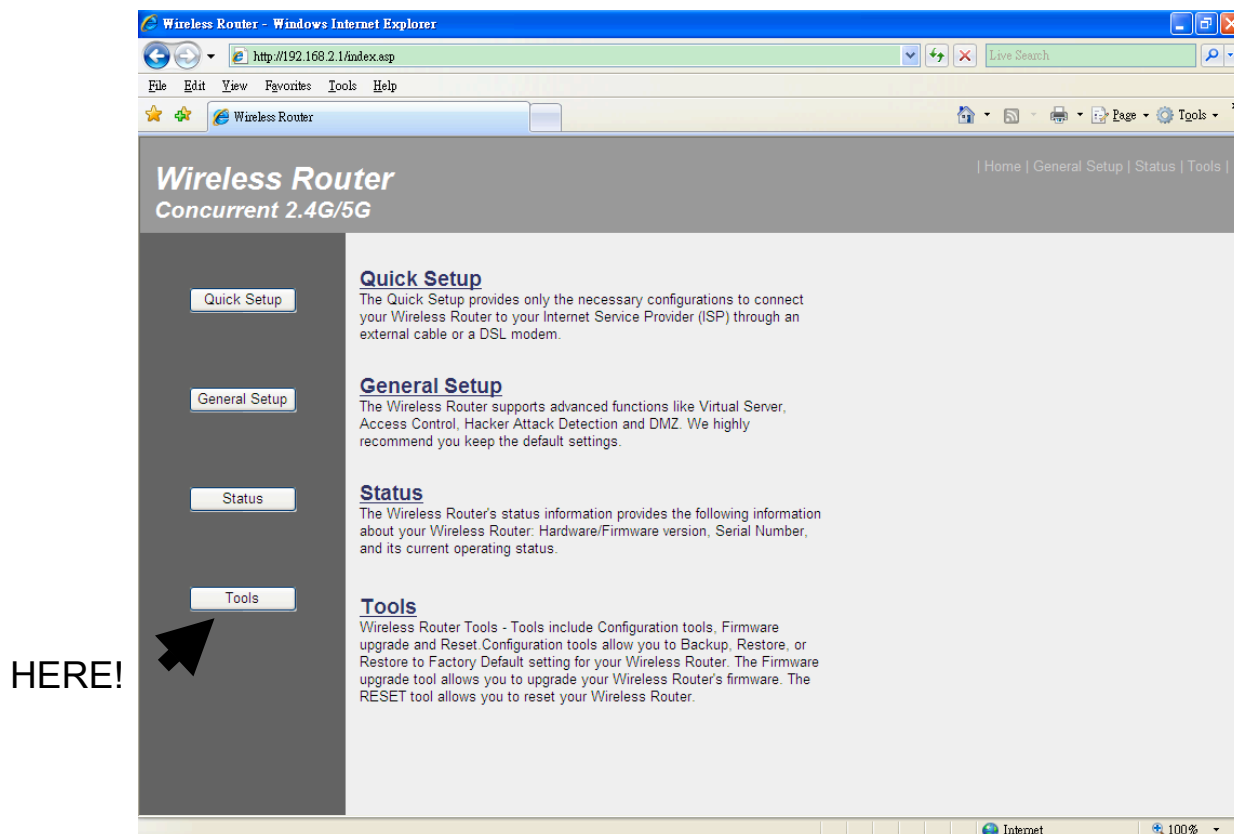 Wireless Router - Windows Internet Explorer
http://192.168.2.1/index.asp
Live Search
File Edit View Favorites Tools Help
Wireless Router
Page Tools
Wireless Router
Concurrent 2.4G/5G
| Home | General Setup | Status | Tools |
Quick Setup
Quick Setup
The Quick Setup provides only the necessary configurations to connect
your Wireless Router to your Internet Service Provider (ISP) through an
external cable or a DSL modem.
General Setup
General Setup
The Wireless Router supports advanced functions like Virtual Server,
Access Control, Hacker Attack Detection and DMZ. We highly
recommend you keep the default settings.
Status
Status
The Wireless Router's status information provides the following information
about your Wireless Router: Hardware/Firmware version, Serial Number,
and its current operating status.
Tools
Tools
Wireless Router Tools - Tools include Configuration tools, Firmware
upgrade and Reset.Configuration tools allow you to Backup, Restore, or
Restore to Factory Default setting for your Wireless Router. The Firmware
upgrade tool allows you to upgrade your Wireless Router's firmware. The
RESET tool allows you to reset your Wireless Router.
HERE!
Internet
100%